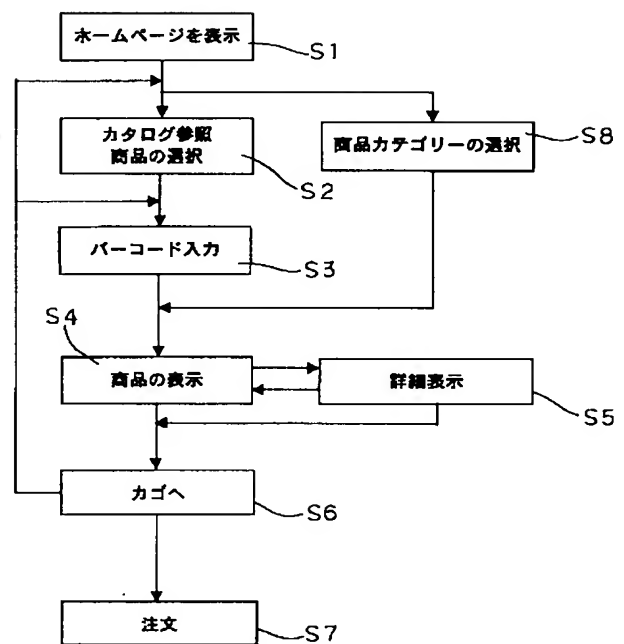 ホームページを表示
S1
カタログ参照
商品の選択
S2
商品カテゴリーの選択
S8
バーコード入力
S3
S4
商品の表示
詳細表示
S5
カゴへ
S6
注文
S7